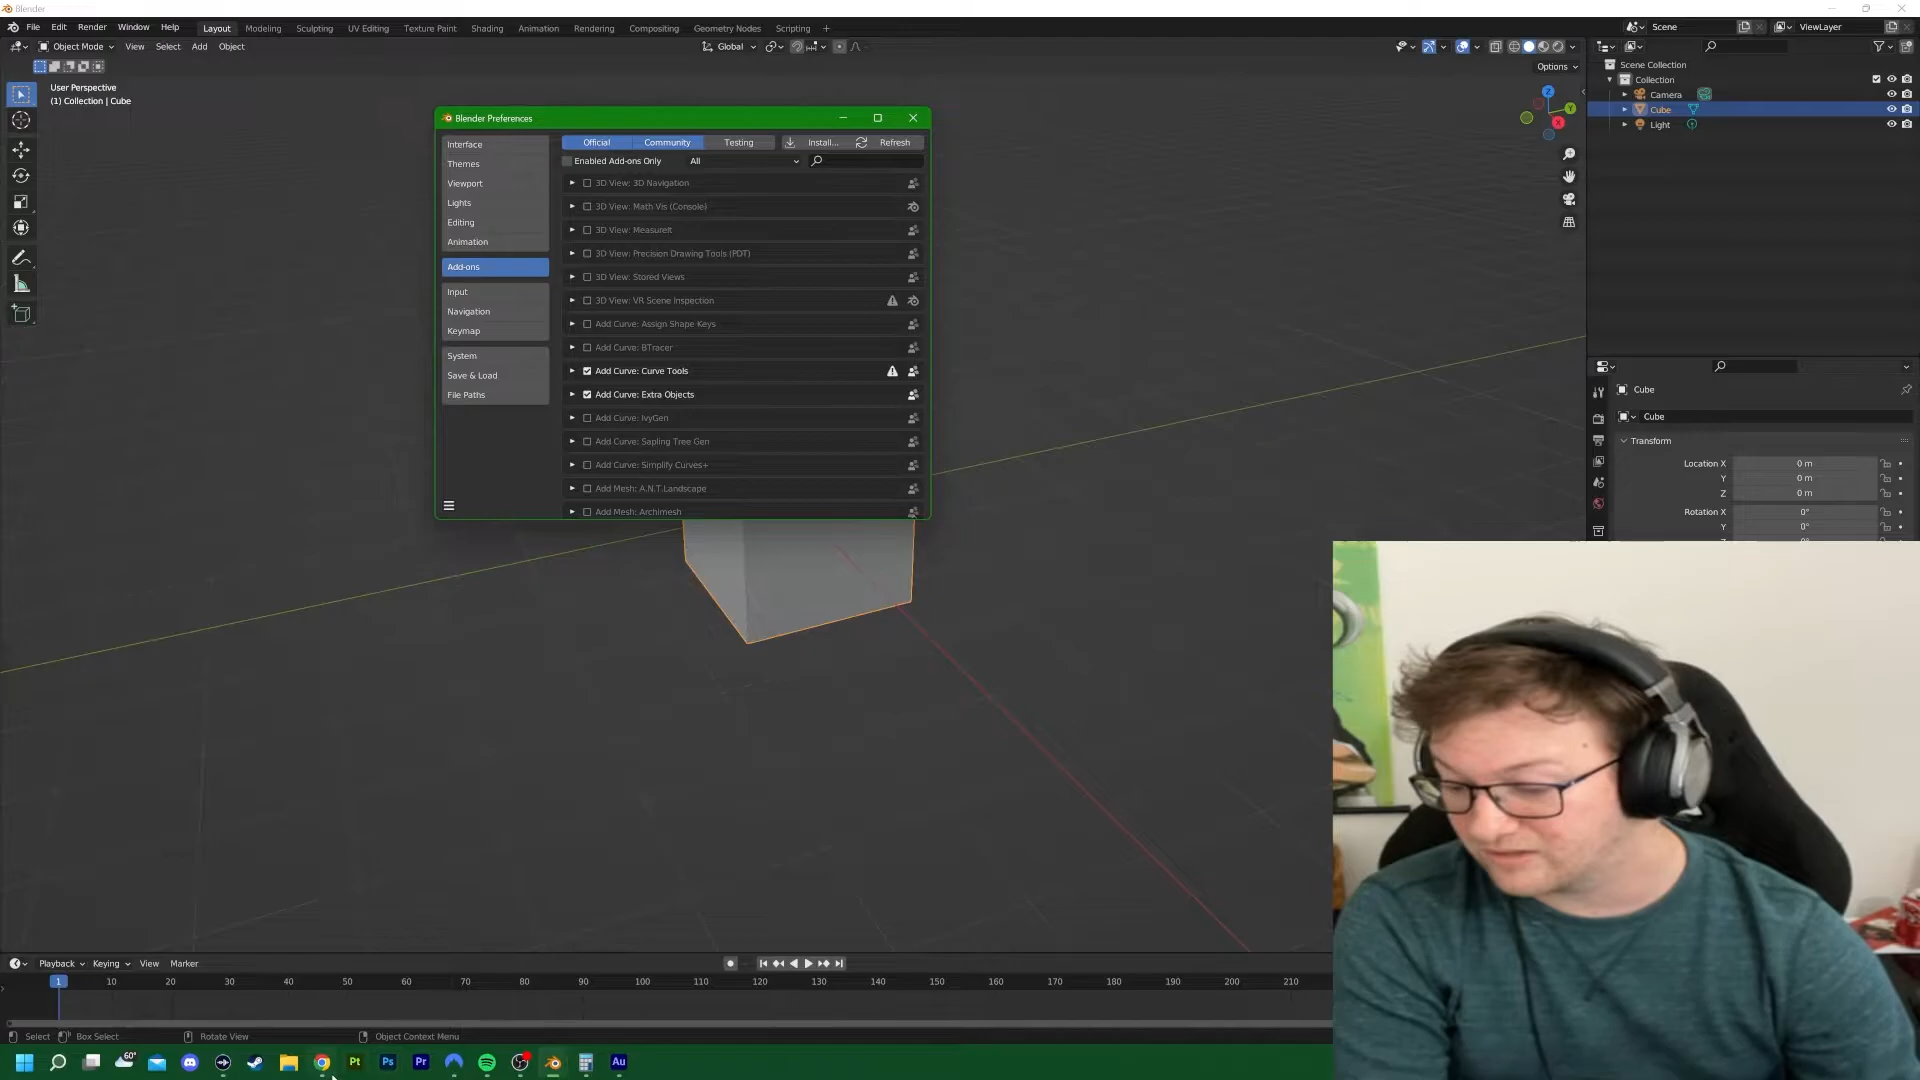 Blender
File Edit Render Window Help Layout Modeling Sculpting UV Editing Texture Paint Shading Animation Rendering Compositing Geometry Nodes Scripting + Scene ViewLayer
Object Mode View Select Add Object Global
Options
User Perspective
(1) Collection | Cube
Z
Y
X
Scene Collection
Collection
Camera
Cube
Light
Blender Preferences
Interface
Themes
Viewport
Lights
Editing
Animation
Add-ons
Input
Navigation
Keymap
System
Save & Load
File Paths
Official Community Testing Install... Refresh
Enabled Add-ons Only All
3D View: 3D Navigation
3D View: Math Vis (Console)
3D View: MeasureIt
3D View: Precision Drawing Tools (PDT)
3D View: Stored Views
3D View: VR Scene Inspection
Add Curve: Assign Shape Keys
Add Curve: BTracer
Add Curve: Curve Tools
Add Curve: Extra Objects
Add Curve: IvyGen
Add Curve: Sapling Tree Gen
Add Curve: Simplify Curves+
Add Mesh: A.N.T.Landscape
Add Mesh: Archimesh
Cube
Cube
Transform
Location X 0 m
Y 0 m
Z 0 m
Rotation X 0°
Y 0°
Playback Keying View Marker
1 10 20 30 40 50 60 70 80 90 100 110 120 130 140 150 160 170 180 190 200 210
Select Box Select Rotate View Object Context Menu
60° Pt Ps Pr Au